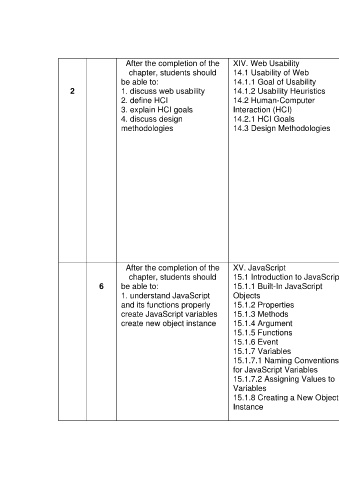 2
After the completion of the
chapter, students should
be able to:
1. discuss web usability
2. define HCI
3. explain HCI goals
4. discuss design
methodologies
XIV. Web Usability
14.1 Usability of Web
14.1.1 Goal of Usability
14.1.2 Usability Heuristics
14.2 Human-Computer
Interaction (HCI)
14.2.1 HCI Goals
14.3 Design Methodologies
6
After the completion of the
chapter, students should
be able to:
1. understand JavaScript
and its functions properly
create JavaScript variables
create new object instance
XV. JavaScript
15.1 Introduction to JavaScrip
15.1.1 Built-In JavaScript
Objects
15.1.2 Properties
15.1.3 Methods
15.1.4 Argument
15.1.5 Functions
15.1.6 Event
15.1.7 Variables
15.1.7.1 Naming Conventions
for JavaScript Variables
15.1.7.2 Assigning Values to
Variables
15.1.8 Creating a New Object
Instance